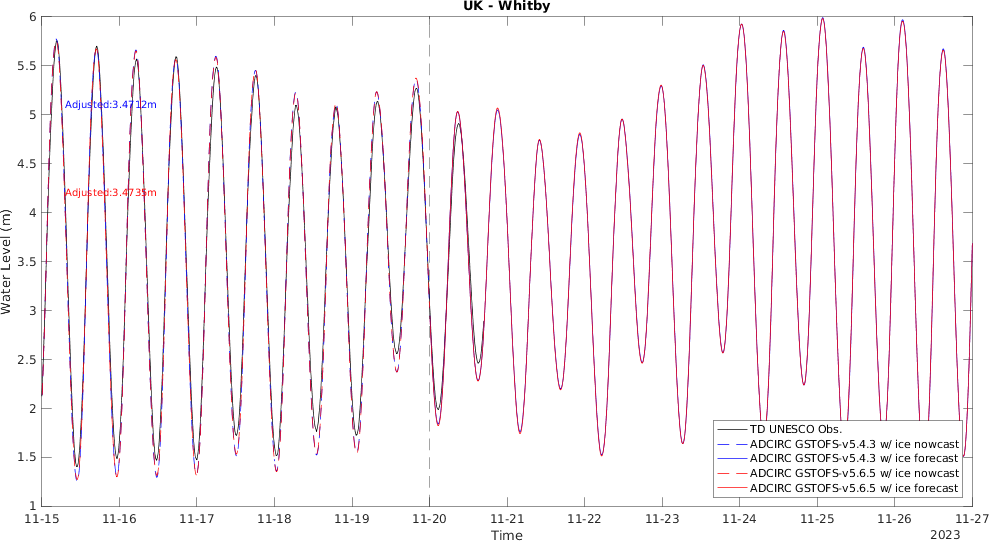 UK - Whitby
6
5.5
5
4.5
4
3.5
3
2.5
2
1.5
1
Water Level (m)
Adjusted:3.4712m
Adjusted:3.4735m
TD UNESCO Obs.
ADCIRC GSTOFS-v5.4.3 w/ ice nowcast
ADCIRC GSTOFS-v5.4.3 w/ ice forecast
ADCIRC GSTOFS-v5.6.5 w/ ice nowcast
ADCIRC GSTOFS-v5.6.5 w/ ice forecast
11-15 11-16 11-17 11-18 11-19 11-20 11-21 11-22 11-23 11-24 11-25 11-26 11-27
Time
2023